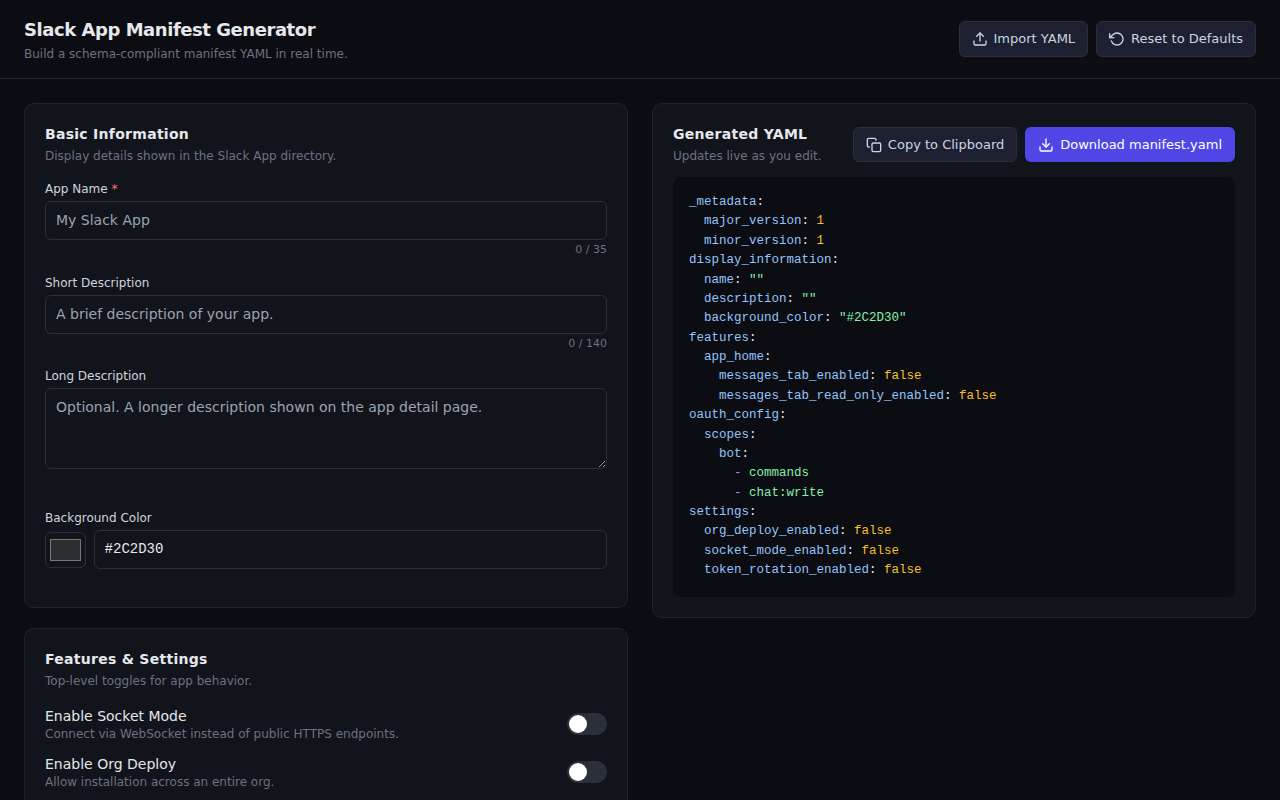 Slack App Manifest Generator
Build a schema-compliant manifest YAML in real time.
Import YAML
Reset to Defaults
Basic Information
Display details shown in the Slack App directory.
App Name *
My Slack App
0 / 35
Short Description
A brief description of your app.
0 / 140
Long Description
Optional. A longer description shown on the app detail page.
Background Color
#2C2D30
Features & Settings
Top-level toggles for app behavior.
Enable Socket Mode
Connect via WebSocket instead of public HTTPS endpoints.
Enable Org Deploy
Allow installation across an entire org.
Generated YAML
Updates live as you edit.
Copy to Clipboard
Download manifest.yaml
_metadata:
  major_version: 1
  minor_version: 1
display_information:
  name: ""
  description: ""
  background_color: "#2C2D30"
features:
  app_home:
    messages_tab_enabled: false
    messages_tab_read_only_enabled: false
oauth_config:
  scopes:
    bot:
      - commands
      - chat:write
settings:
  org_deploy_enabled: false
  socket_mode_enabled: false
  token_rotation_enabled: false